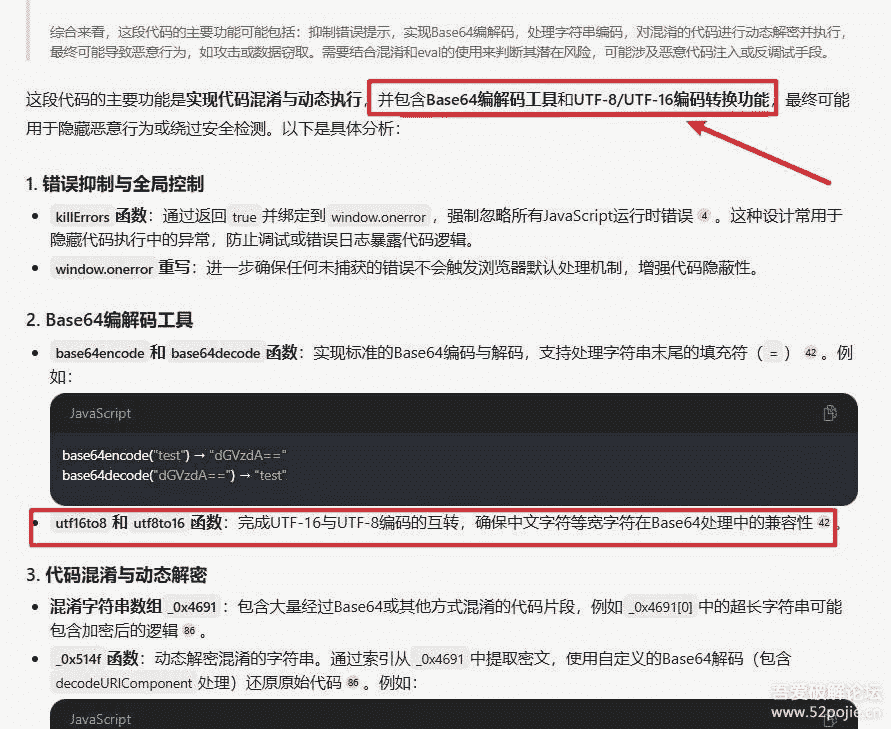 综合来看，这段代码的主要功能可能包括：抑制错误提示，实现Base64编解码，处理字符串编码，对混淆的代码进行动态解密并执行，
最终可能导致恶意行为，如攻击或数据窃取。需要结合混淆和eval的使用来判断其潜在风险，可能涉及恶意代码注入或反调试手段。
这段代码的主要功能是实现代码混淆与动态执行，并包含Base64编解码工具和UTF-8/UTF-16编码转换功能，最终可能
用于隐藏恶意行为或绕过安全检测。以下是具体分析：
1. 错误抑制与全局控制
• killErrors 函数：通过返回 true 并绑定到 window.onerror ，强制忽略所有JavaScript运行时错误 4 。这种设计常用于
隐藏代码执行中的异常，防止调试或错误日志暴露代码逻辑。
• window.onerror 重写：进一步确保任何未捕获的错误不会触发浏览器默认处理机制，增强代码隐蔽性。
2. Base64编解码工具
• base64encode 和 base64decode 函数：实现标准的Base64编码与解码，支持处理字符串末尾的填充符（ = ） 42 。例
如：
JavaScript
base64encode("test") → "dGVzdA=="
base64decode("dGVzdA==") → "test"
• utf16to8 和 utf8to16 函数：完成UTF-16与UTF-8编码的互转，确保中文字符等宽字符在Base64处理中的兼容性 42 。
3. 代码混淆与动态解密
• 混淆字符串数组 _0x4691 ：包含大量经过Base64或其他方式混淆的代码片段，例如 _0x4691[0] 中的超长字符串可能
包含加密后的逻辑 86 。
• _0x514f 函数：动态解密混淆的字符串。通过索引从 _0x4691 中提取密文，使用自定义的Base64解码（包含
decodeURIComponent 处理）还原原始代码 86 。例如：
JavaScript
吾爱破解论坛
www.52pojie.cn